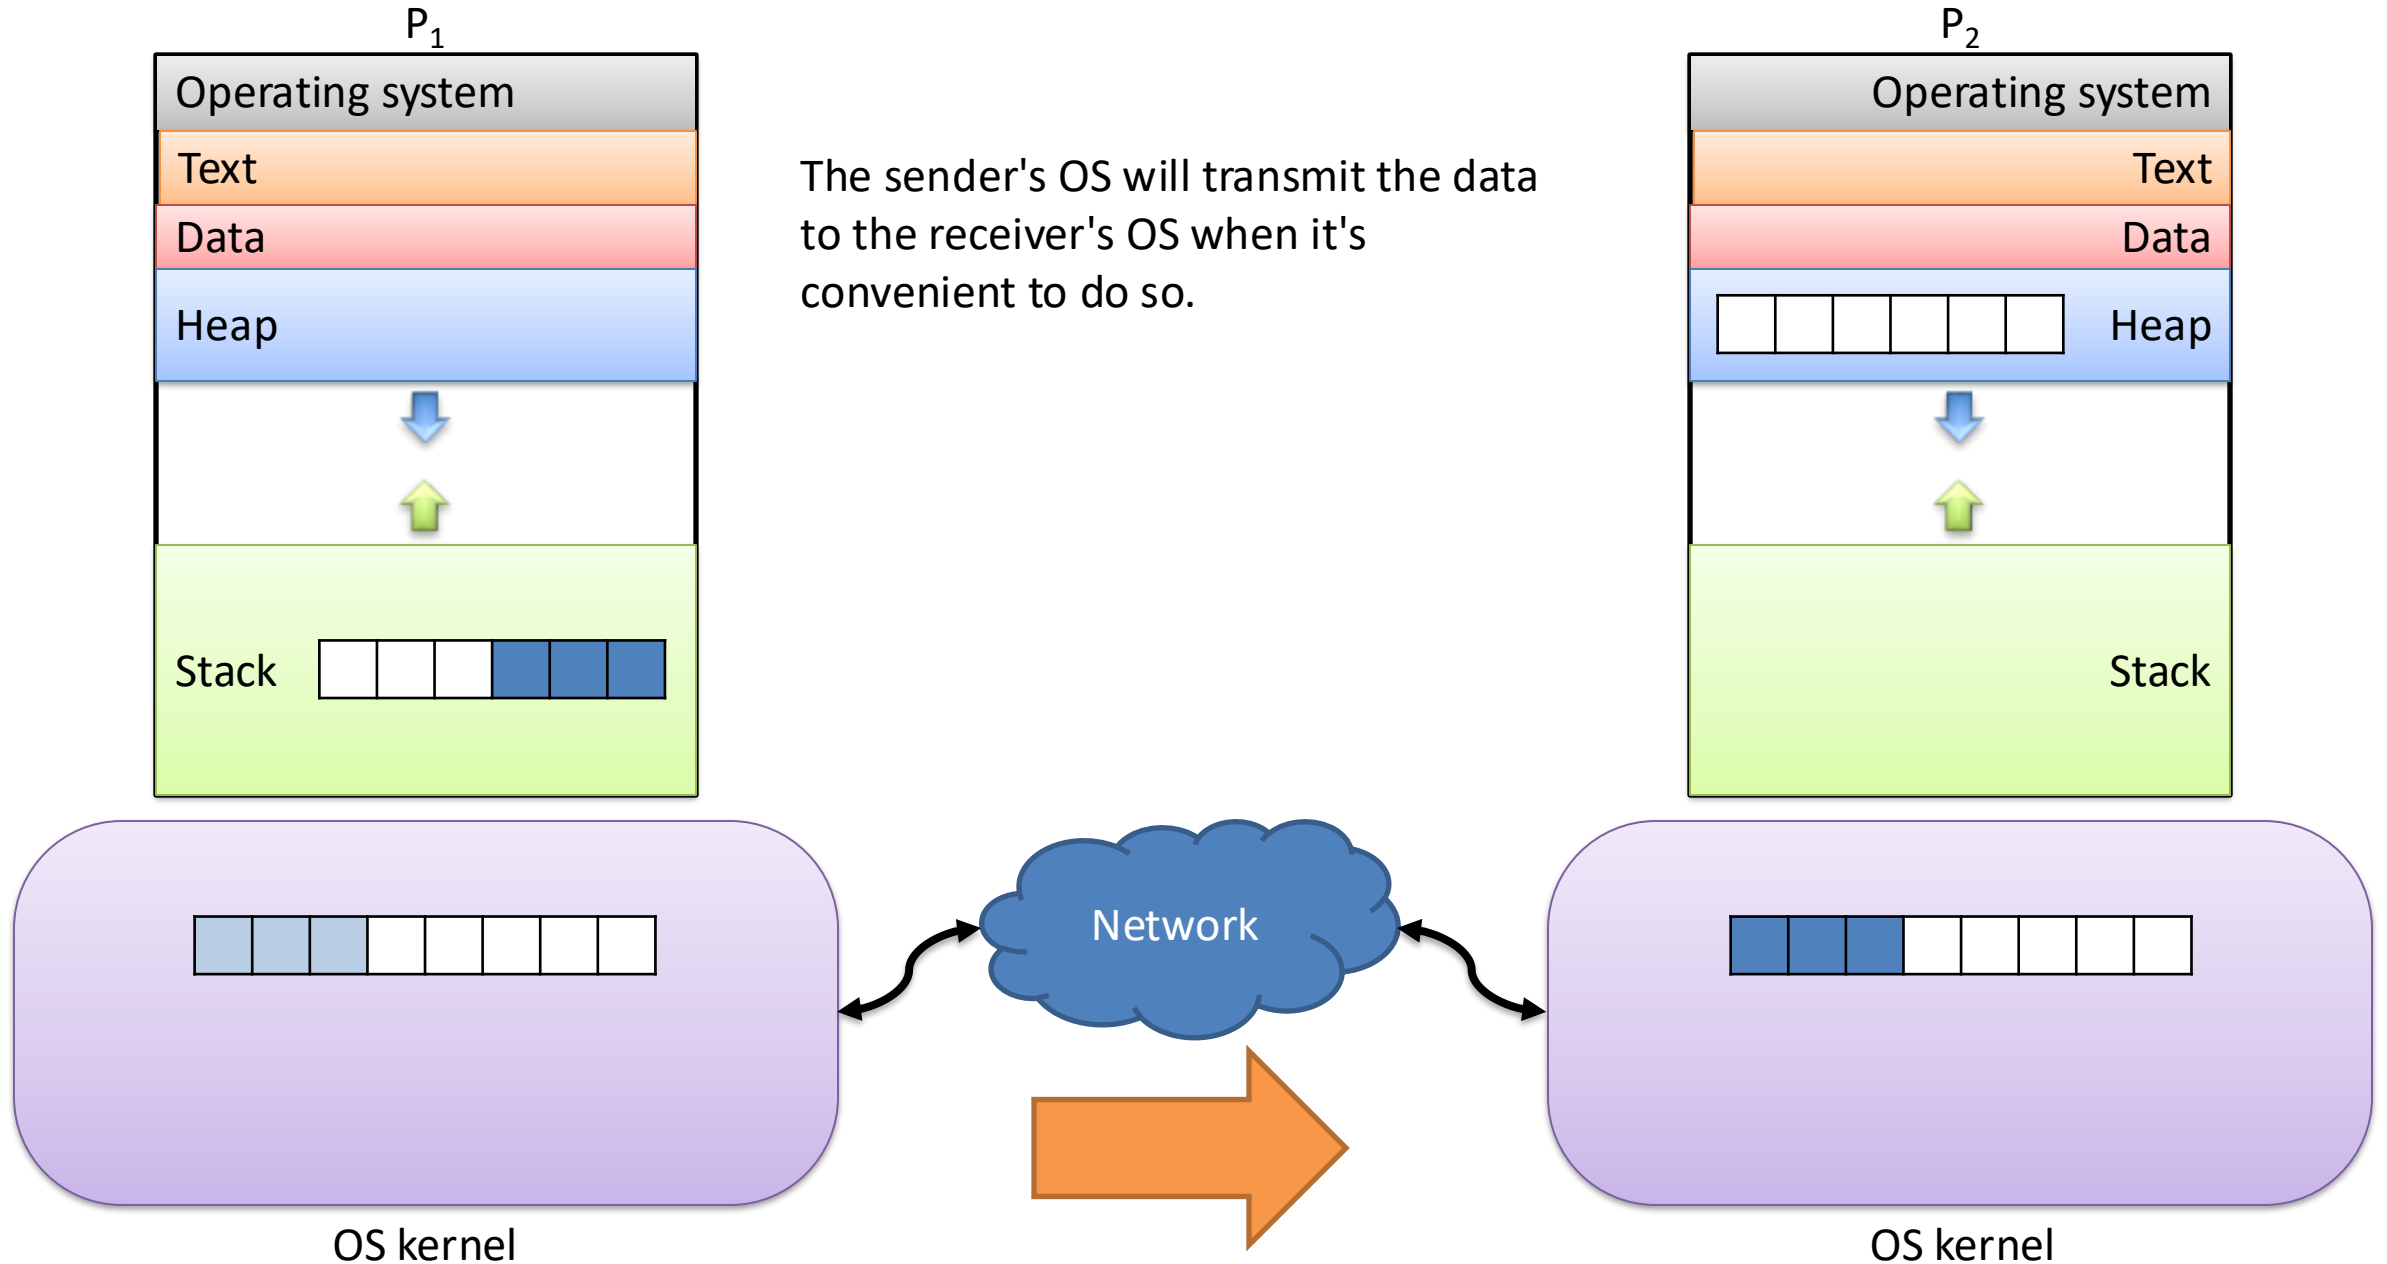 P₁
Operating system
Text
Data
Heap
Stack
The sender's OS will transmit the data
to the receiver's OS when it's
convenient to do so.
P₂
Operating system
Text
Data
Heap
Stack
Network
OS kernel
OS kernel